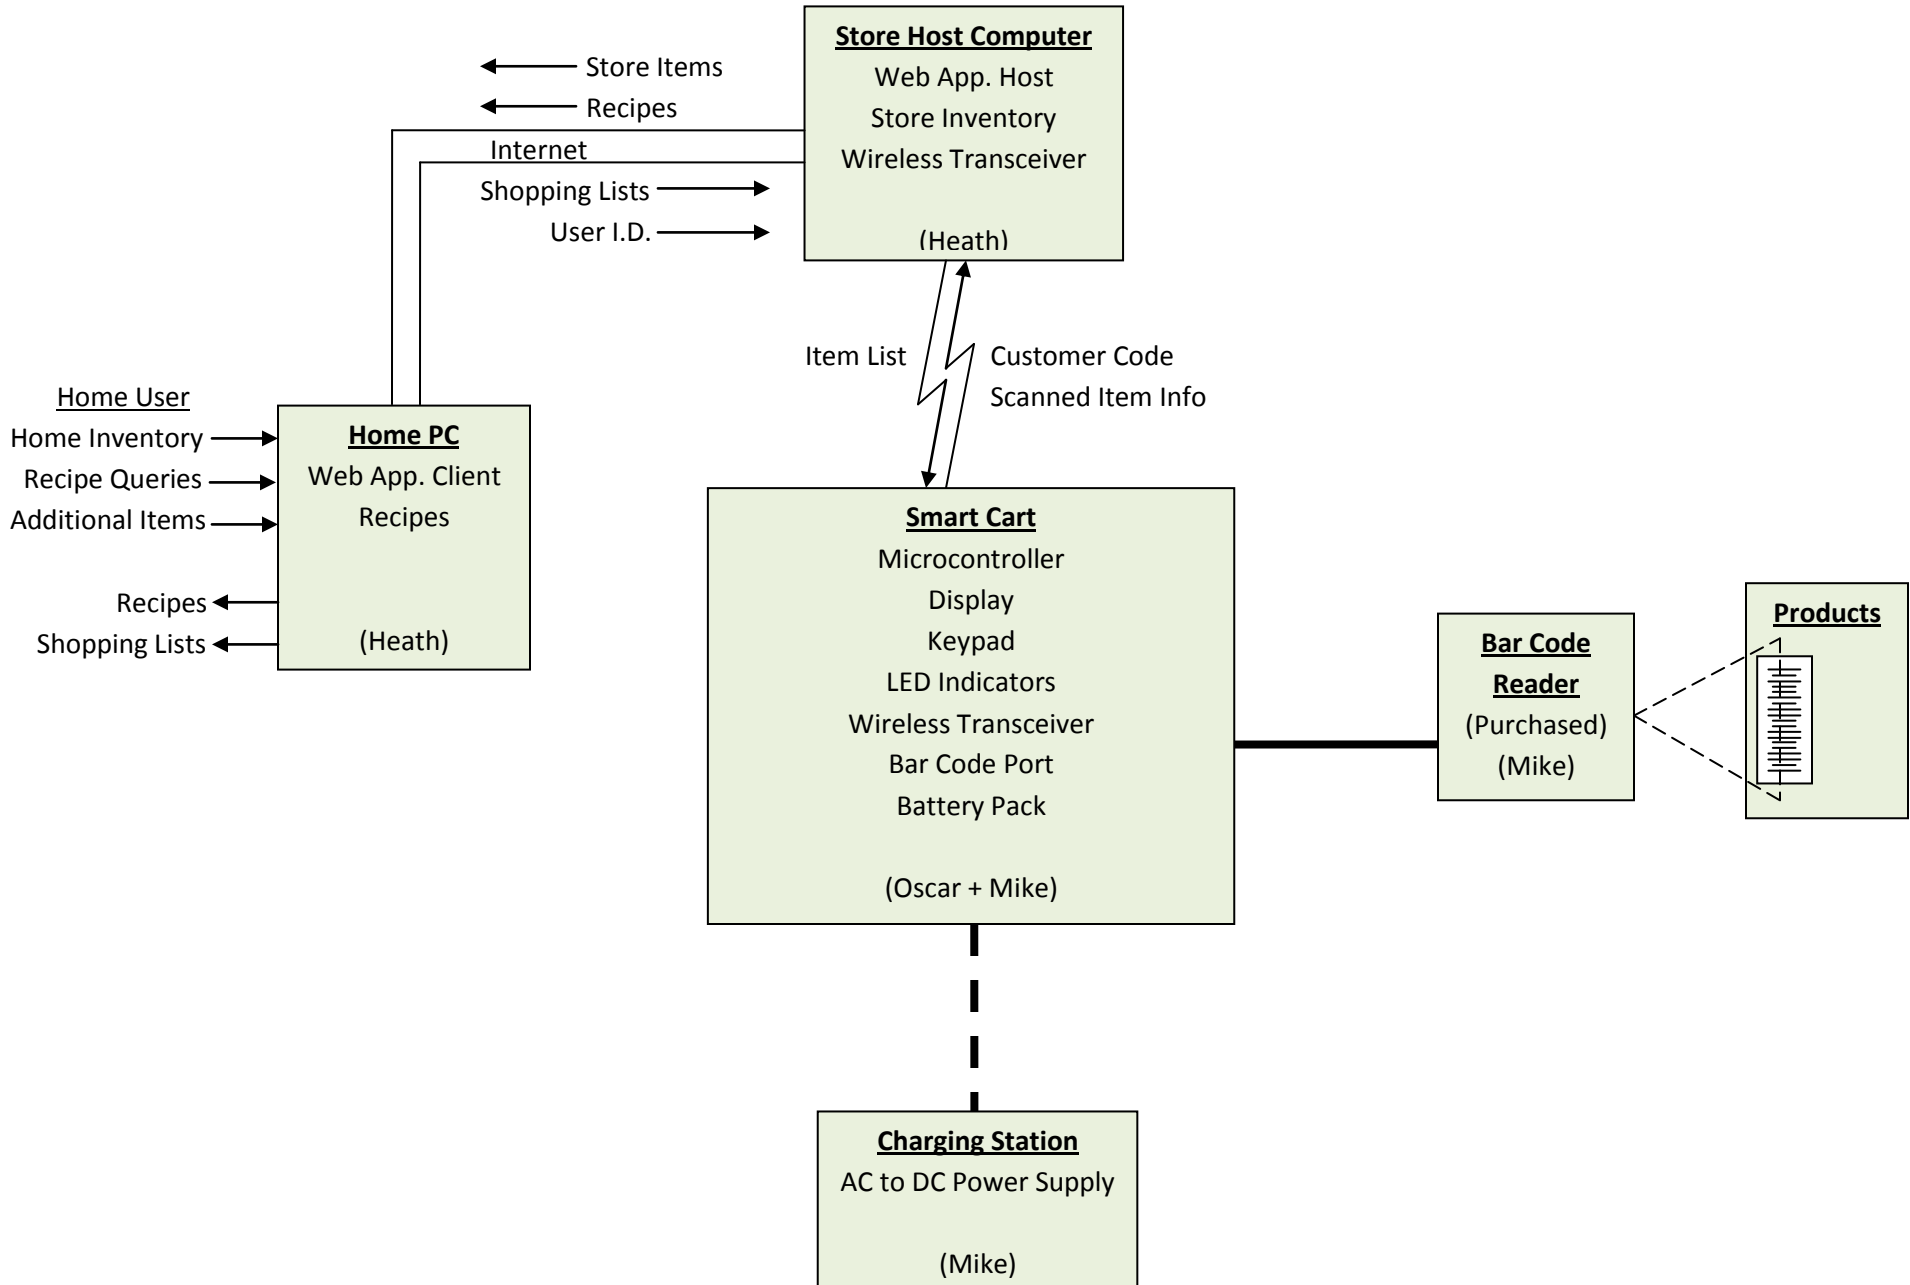 Store Host Computer
Web App. Host
Store Inventory
Wireless Transceiver
(Heath)
Store Items
Recipes
Internet
Shopping Lists
User I.D.
Item List
Customer Code
Scanned Item Info
Home User
Home Inventory
Recipe Queries
Additional Items
Recipes
Shopping Lists
Home PC
Web App. Client
Recipes
(Heath)
Smart Cart
Microcontroller
Display
Keypad
LED Indicators
Wireless Transceiver
Bar Code Port
Battery Pack
(Oscar + Mike)
Bar Code
Reader
(Purchased)
(Mike)
Products
Charging Station
AC to DC Power Supply
(Mike)